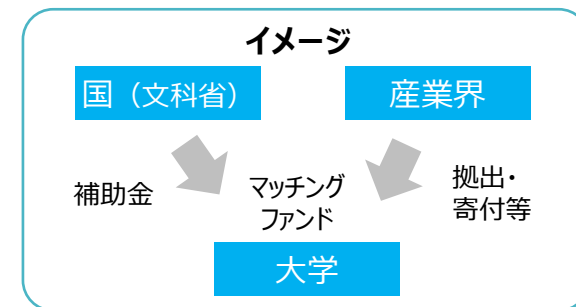 イメージ
国（文科省）
産業界
補助金
マッチング
ファンド
拠出・
寄付等
大学